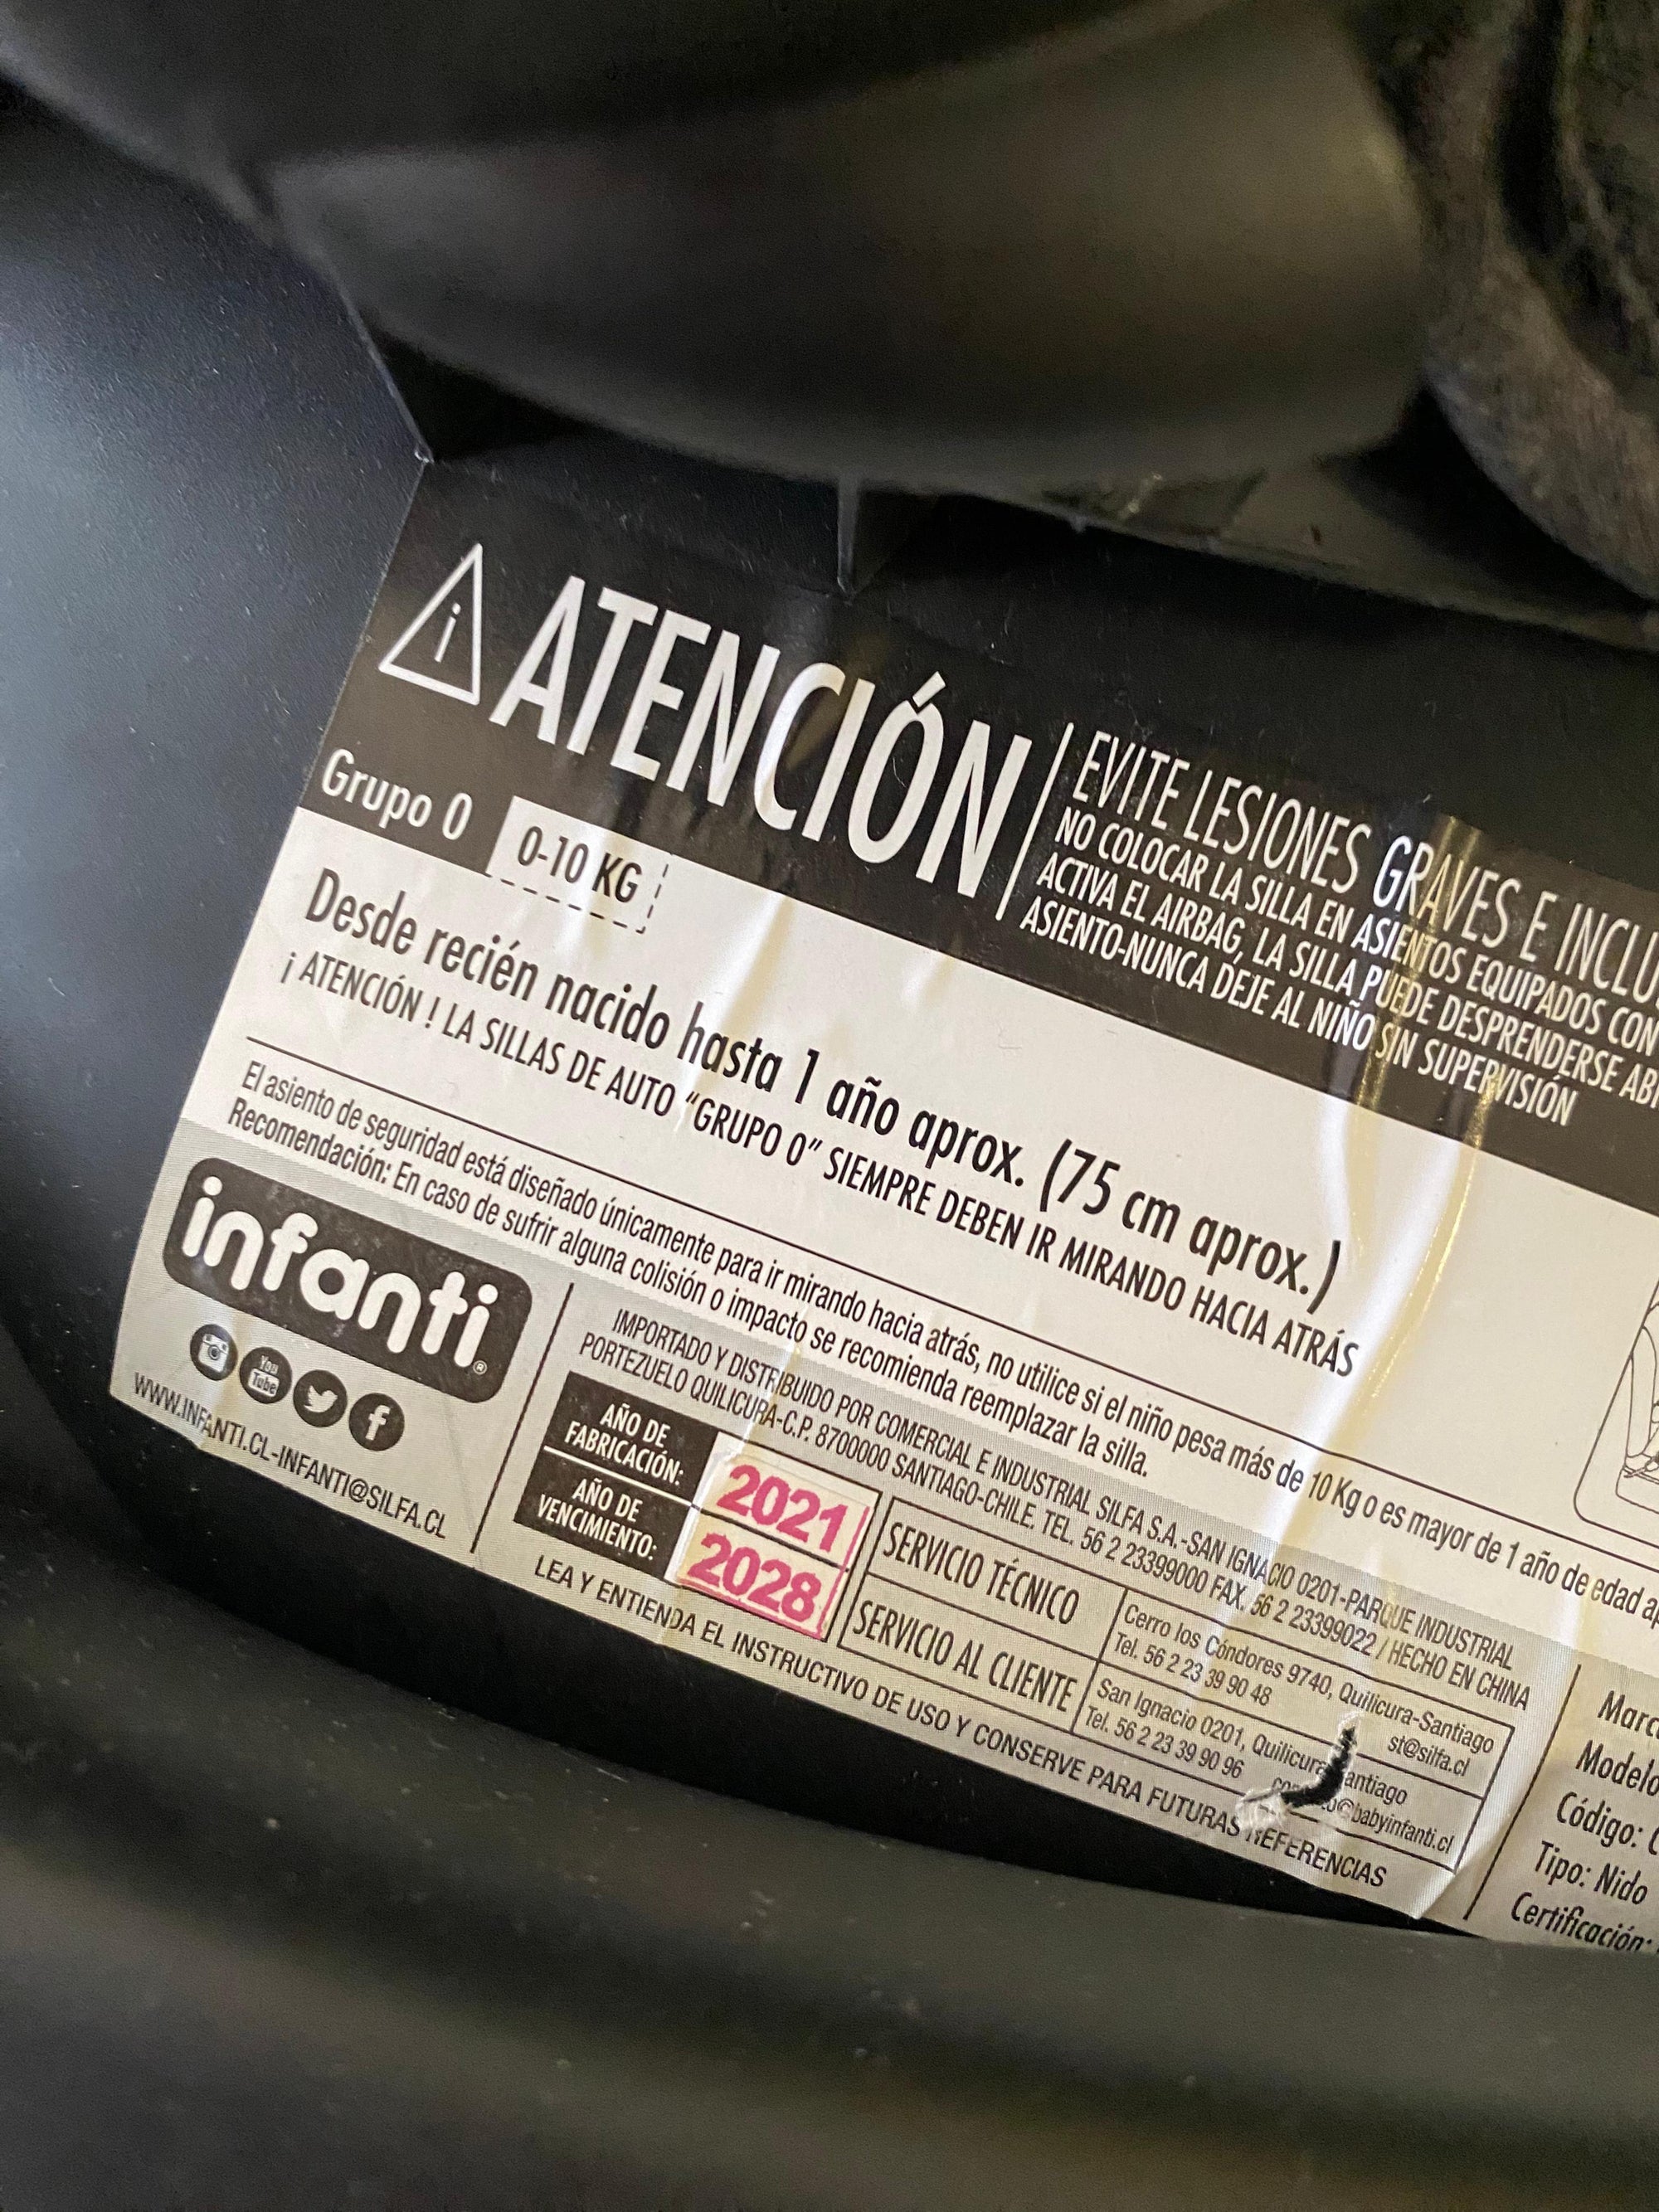 ATENCIÓN
EVITE LESIONES GRAVES E INCLU
NO COLOCAR LA SILLA EN ASIENTOS EQUIPADOS CON
ACTIVA EL AIRBAG, LA SILLA PUEDE DESPRENDERSE ABR
ASIENTO-NUNCA DEJE AL NIÑO SIN SUPERVISIÓN
Grupo 0
0-10 KG
Desde recién nacido hasta 1 año aprox. (75 cm aprox.)
¡ ATENCIÓN ! LA SILLAS DE AUTO "GRUPO 0" SIEMPRE DEBEN IR MIRANDO HACIA ATRÁS
El asiento de seguridad está diseñado únicamente para ir mirando hacia atrás, no utilice si el niño pesa más de 10 Kg o es mayor de 1 año de edad ap
Recomendación: En caso de sufrir alguna colisión o impacto se recomienda reemplazar la silla.
infanti®
You
Tube
WWW.INFANTI.CL-INFANTI@SILFA.CL
IMPORTADO Y DISTRIBUIDO POR COMERCIAL E INDUSTRIAL SILFA S.A.-SAN IGNACIO 0201-PARQUE INDUSTRIAL
PORTEZUELO QUILICURA-C.P. 8700000 SANTIAGO-CHILE. TEL. 56 2 23399000 FAX. 56 2 23399022 / HECHO EN CHINA
AÑO DE
FABRICACIÓN:
2021
AÑO DE
VENCIMIENTO:
2028
SERVICIO TÉCNICO
Cerro los Cóndores 9740, Quilicura-Santiago
Tel. 56 2 23 39 90 48 st@silfa.cl
SERVICIO AL CLIENTE
San Ignacio 0201, Quilicura antiago
Tel. 56 2 23 39 90 96 o@babyinfanti.cl
LEA Y ENTIENDA EL INSTRUCTIVO DE USO Y CONSERVE PARA FUTURAS REFERENCIAS
Marc
Modelo
Código:
Tipo: Nido
Certificación: